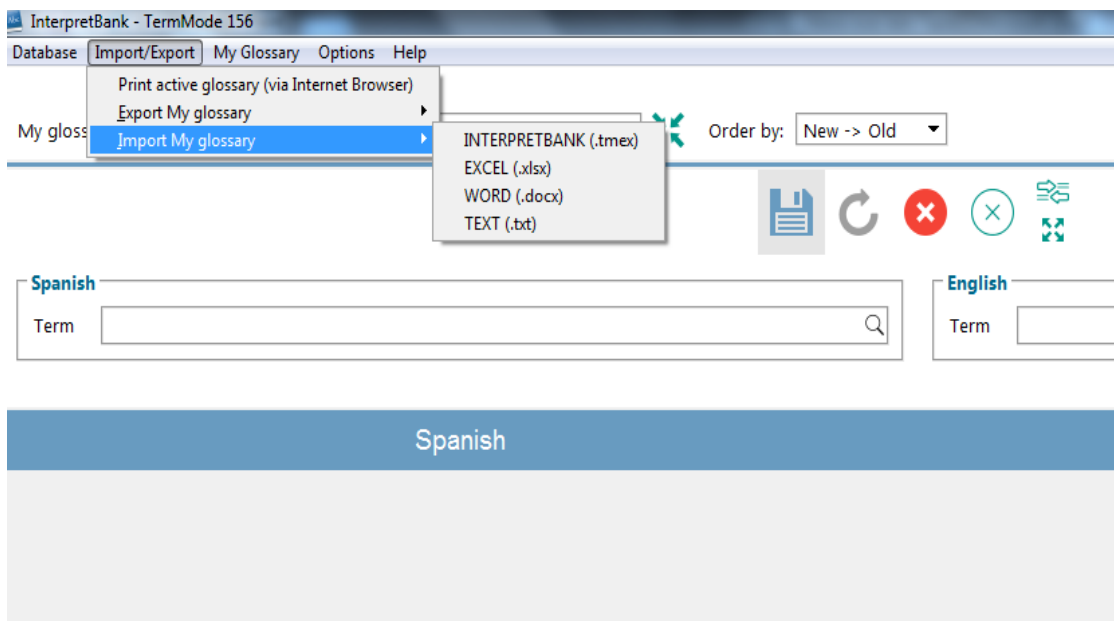 InterpretBank - TermMode 156
Database Import/Export My Glossary Options Help
Print active glossary (via Internet Browser)
Export My glossary
Import My glossary
INTERPRETBANK (.tmex)
EXCEL (.xlsx)
WORD (.docx)
TEXT (.txt)
My gloss
Order by: New -> Old
Spanish
Term
English
Term
Spanish